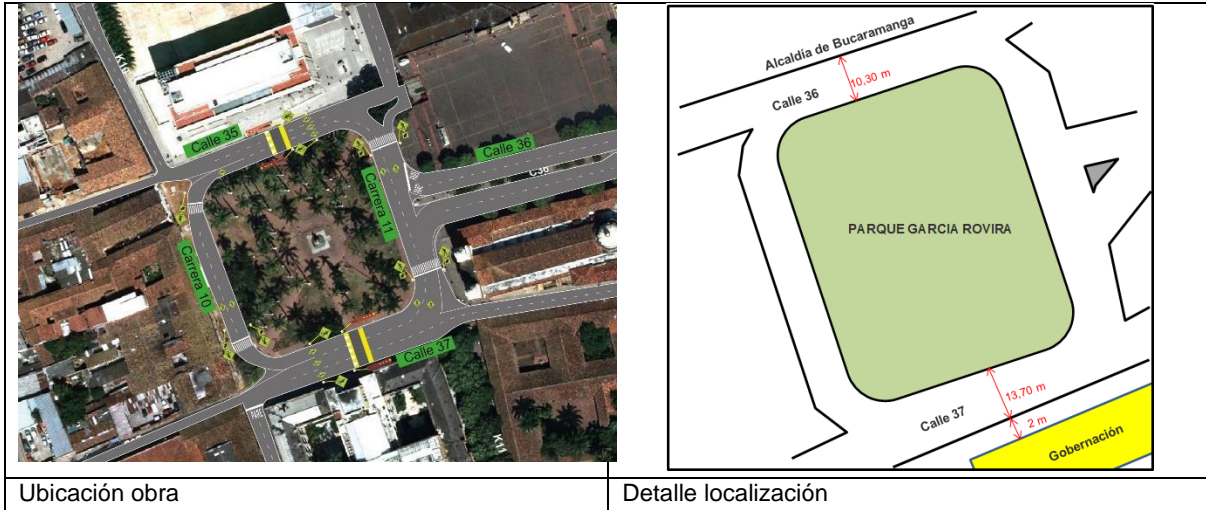 Calle 35
Calle 36
C36
Carrera 11
Carrera 10
Calle 37
PARE
Alcaldía de Bucaramanga
10,30 m
Calle 36
PARQUE GARCIA ROVIRA
13,70 m
Calle 37
2 m
Gobernación
Ubicación obra
Detalle localización